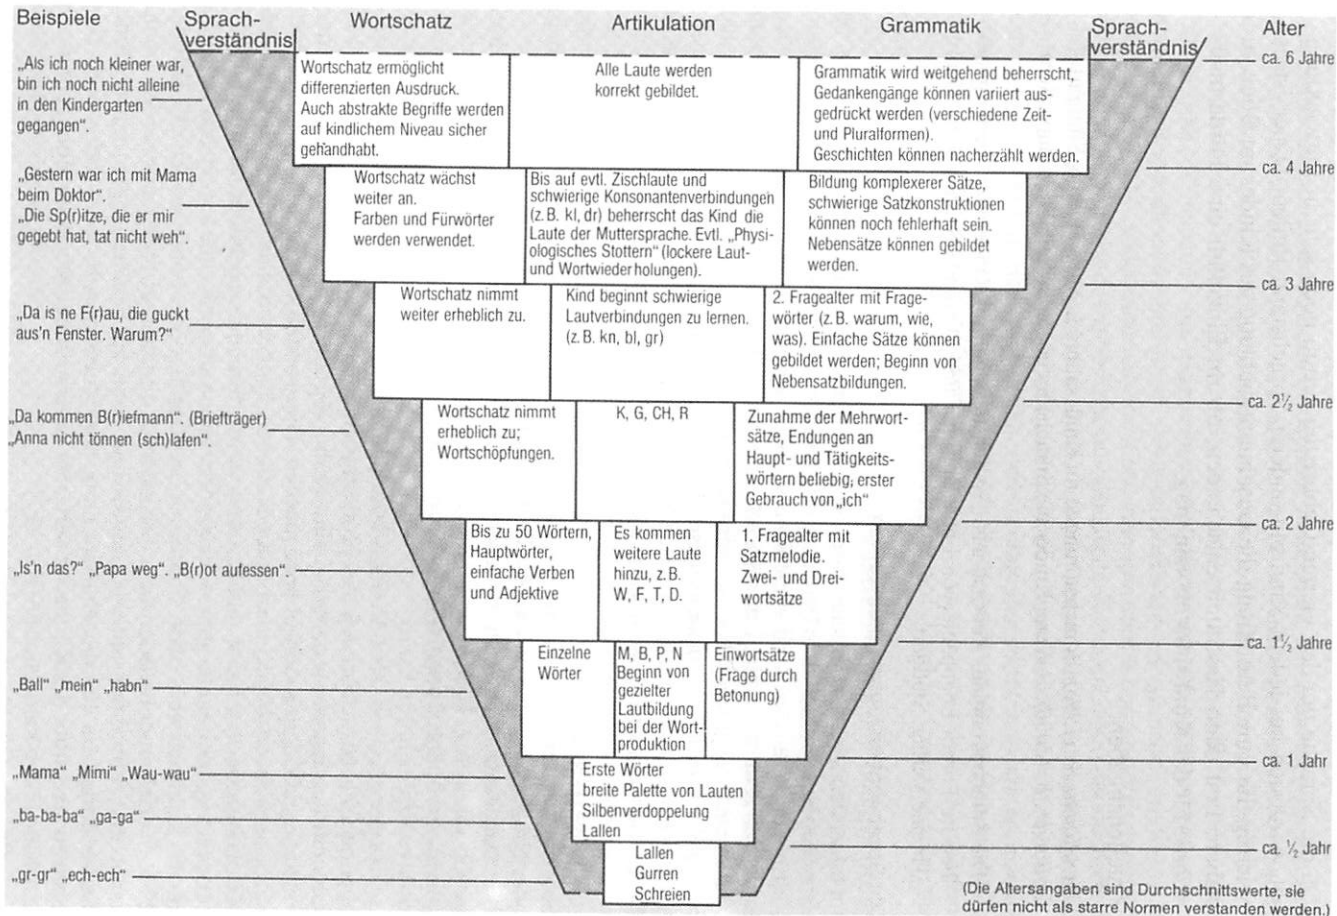 Beispiele
Sprach-
verständnis
Wortschatz
Artikulation
Grammatik
Sprach-
verständnis
Alter
„Als ich noch kleiner war,
bin ich noch nicht alleine
in den Kindergarten
gegangen“.
Wortschatz ermöglicht
differenzierten Ausdruck.
Auch abstrakte Begriffe werden
auf kindlichem Niveau sicher
gehandhabt.
Alle Laute werden
korrekt gebildet.
Grammatik wird weitgehend beherrscht,
Gedankengänge können variiert aus-
gedrückt werden (verschiedene Zeit-
und Pluralformen).
Geschichten können nacherzählt werden.
ca. 6 Jahre
„Gestern war ich mit Mama
beim Doktor“.
„Die Sp(r)itze, die er mir
gegebt hat, tat nicht weh“.
Wortschatz wächst
weiter an.
Farben und Fürwörter
werden verwendet.
Bis auf evtl. Zischlaute und
schwierige Konsonantenverbindungen
(z. B. kl, dr) beherrscht das Kind die
Laute der Muttersprache. Evtl. „Physi-
ologisches Stottern“ (lockere Laut-
und Wortwiederholungen).
Bildung komplexerer Sätze,
schwierige Satzkonstruktionen
können noch fehlerhaft sein.
Nebensätze können gebildet
werden.
ca. 4 Jahre
„Da is ne F(r)au, die guckt
aus'n Fenster. Warum?“
Wortschatz nimmt
weiter erheblich zu.
Kind beginnt schwierige
Lautverbindungen zu lernen.
(z. B. kn, bl, gr)
2. Fragealter mit Frage-
wörter (z. B. warum, wie,
was). Einfache Sätze können
gebildet werden; Beginn von
Nebensatzbildungen.
ca. 3 Jahre
„Da kommen B(r)iefmann“. (Briefträger)
„Anna nicht tönnen (sch)lafen“.
Wortschatz nimmt
erheblich zu;
Wortschöpfungen.
K, G, CH, R
Zunahme der Mehrwort-
sätze, Endungen an
Haupt- und Tätigkeits-
wörtern beliebig; erster
Gebrauch von „ich“
ca. 2½ Jahre
„Is'n das?“ „Papa weg“. „B(r)ot aufessen“.
Bis zu 50 Wörtern,
Hauptwörter,
einfache Verben
und Adjektive
Es kommen
weitere Laute
hinzu, z. B.
W, F, T, D.
1. Fragealter mit
Satzmelodie.
Zwei- und Drei-
wortsätze
ca. 2 Jahre
„Ball“ „mein“ „habn“
Einzelne
Wörter
M, B, P, N
Beginn von
gezielter
Lautbildung
bei der Wort-
produktion
Einwortsätze
(Frage durch
Betonung)
ca. 1½ Jahre
„Mama“ „Mimi“ „Wau-wau“
„ba-ba-ba“ „ga-ga“
Erste Wörter
breite Palette von Lauten
Silbenverdoppelung
Lallen
ca. 1 Jahr
„gr-gr“ „ech-ech“
Lallen
Gurren
Schreien
ca. ½ Jahr
(Die Altersangaben sind Durchschnittswerte, sie
dürfen nicht als starre Normen verstanden werden.)